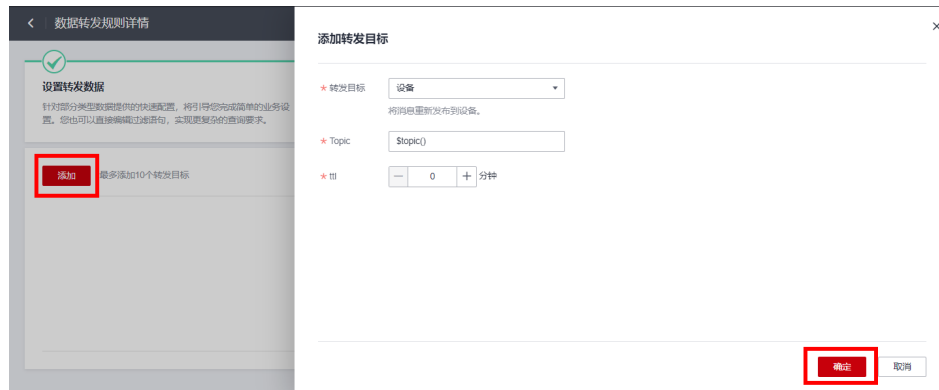 数据转发规则详情
设置转发数据
针对部分类型数据提供的快速配置，将引导您完成简单的业务设
置。您也可以直接编辑过滤语句，实现更复杂的查询要求。
添加 最多添加10个转发目标
添加转发目标
* 转发目标 设备
将消息重新发布到设备。
* Topic $topic()
* ttl — 0 + 分钟
确定 取消